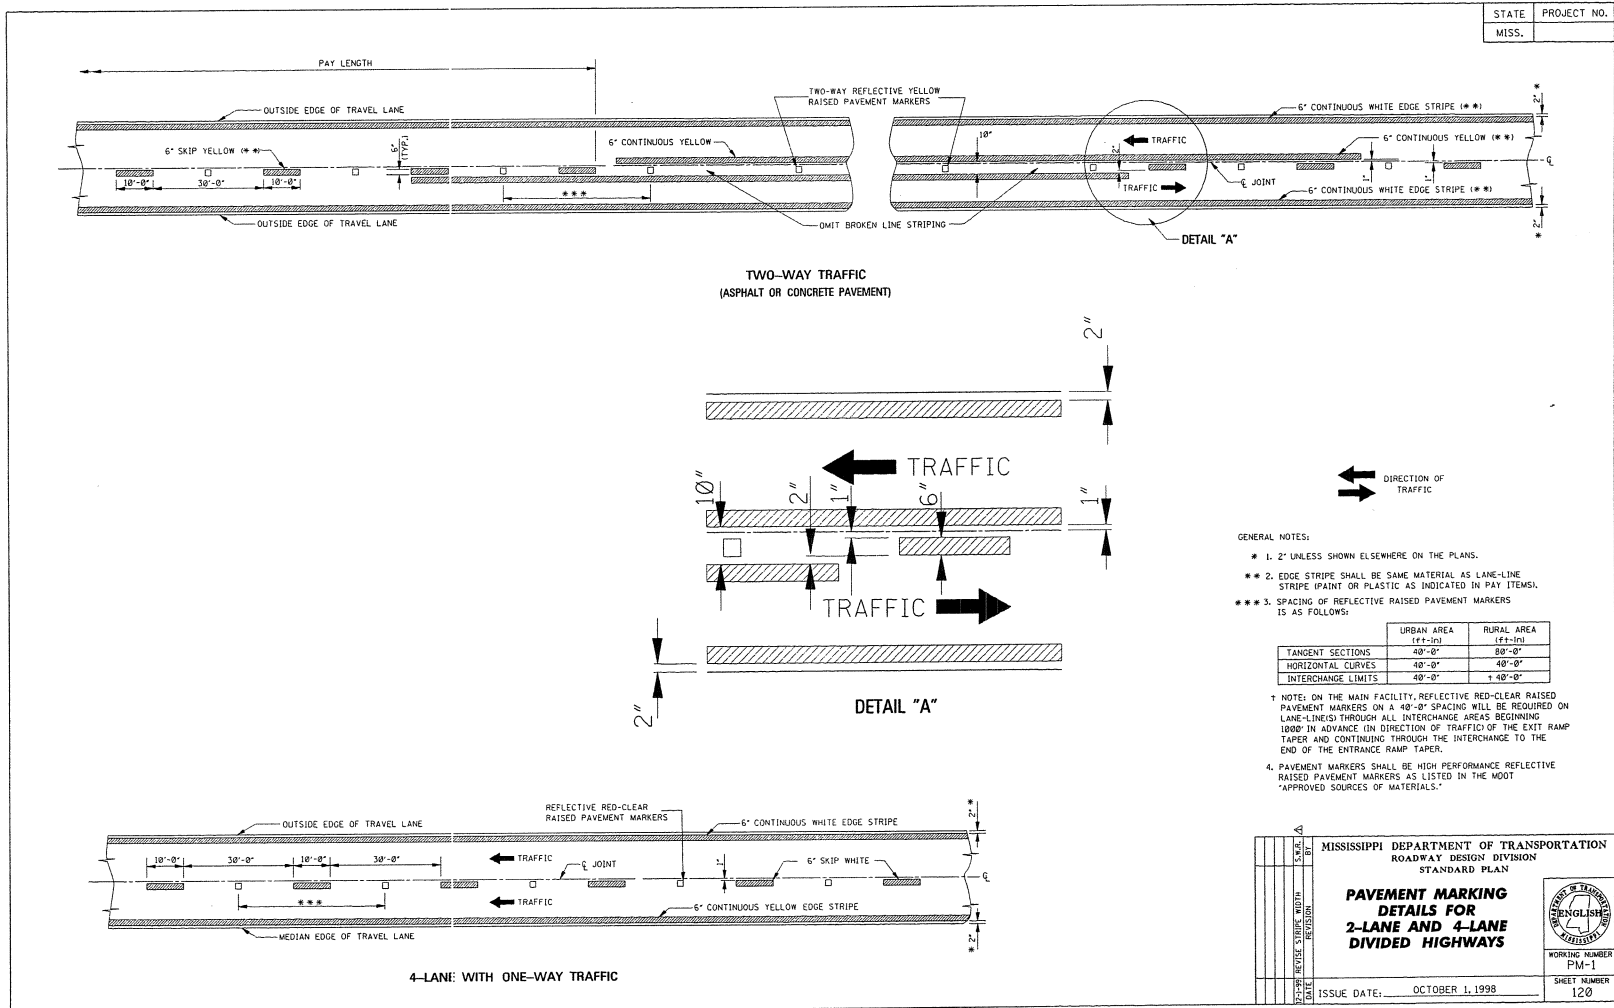 STATE PROJECT NO.
MISS.
PAY LENGTH
OUTSIDE EDGE OF TRAVEL LANE
TWO-WAY REFLECTIVE YELLOW
RAISED PAVEMENT MARKERS
6" CONTINUOUS WHITE EDGE STRIPE (**)
2" *
6" SKIP YELLOW (**)
6" (TYP.)
6" CONTINUOUS YELLOW
10"
2"
TRAFFIC
6" CONTINUOUS YELLOW (**)
10'-0" 30'-0" 10'-0"
***
TRAFFIC
℄ JOINT
1"
1"
℄
6" CONTINUOUS WHITE EDGE STRIPE (**)
OUTSIDE EDGE OF TRAVEL LANE
OMIT BROKEN LINE STRIPING
DETAIL "A"
* 2"
TWO-WAY TRAFFIC
(ASPHALT OR CONCRETE PAVEMENT)
2"
TRAFFIC
10" 2" 1" 6" 1"
TRAFFIC
2"
DETAIL "A"
DIRECTION OF
TRAFFIC
GENERAL NOTES:
* 1. 2" UNLESS SHOWN ELSEWHERE ON THE PLANS.
** 2. EDGE STRIPE SHALL BE SAME MATERIAL AS LANE-LINE
STRIPE (PAINT OR PLASTIC AS INDICATED IN PAY ITEMS).
*** 3. SPACING OF REFLECTIVE RAISED PAVEMENT MARKERS
IS AS FOLLOWS:
URBAN AREA (ft-in) RURAL AREA (ft-in)
TANGENT SECTIONS 40'-0" 80'-0"
HORIZONTAL CURVES 40'-0" 40'-0"
INTERCHANGE LIMITS 40'-0" † 40'-0"
† NOTE: ON THE MAIN FACILITY, REFLECTIVE RED-CLEAR RAISED
PAVEMENT MARKERS ON A 40'-0" SPACING WILL BE REQUIRED ON
LANE-LINE(S) THROUGH ALL INTERCHANGE AREAS BEGINNING
1000' IN ADVANCE (IN DIRECTION OF TRAFFIC) OF THE EXIT RAMP
TAPER AND CONTINUING THROUGH THE INTERCHANGE TO THE
END OF THE ENTRANCE RAMP TAPER.
4. PAVEMENT MARKERS SHALL BE HIGH PERFORMANCE REFLECTIVE
RAISED PAVEMENT MARKERS AS LISTED IN THE MDOT
"APPROVED SOURCES OF MATERIALS."
OUTSIDE EDGE OF TRAVEL LANE
REFLECTIVE RED-CLEAR
RAISED PAVEMENT MARKERS
6" CONTINUOUS WHITE EDGE STRIPE
2" *
10'-0" 30'-0" 10'-0" 30'-0"
TRAFFIC
℄ JOINT
1"
6" SKIP WHITE
℄
***
TRAFFIC
6" CONTINUOUS YELLOW EDGE STRIPE
MEDIAN EDGE OF TRAVEL LANE
* 2"
4-LANE WITH ONE-WAY TRAFFIC
MISSISSIPPI DEPARTMENT OF TRANSPORTATION
ROADWAY DESIGN DIVISION
STANDARD PLAN
PAVEMENT MARKING
DETAILS FOR
2-LANE AND 4-LANE
DIVIDED HIGHWAYS
DEPARTMENT OF TRANSPORTATION
ENGLISH
MISSISSIPPI
WORKING NUMBER
PM-1
SHEET NUMBER
120
ISSUE DATE: OCTOBER 1, 1998
12-1-99 REVISE STRIPE WIDTH S.W.R.
DATE REVISION BY